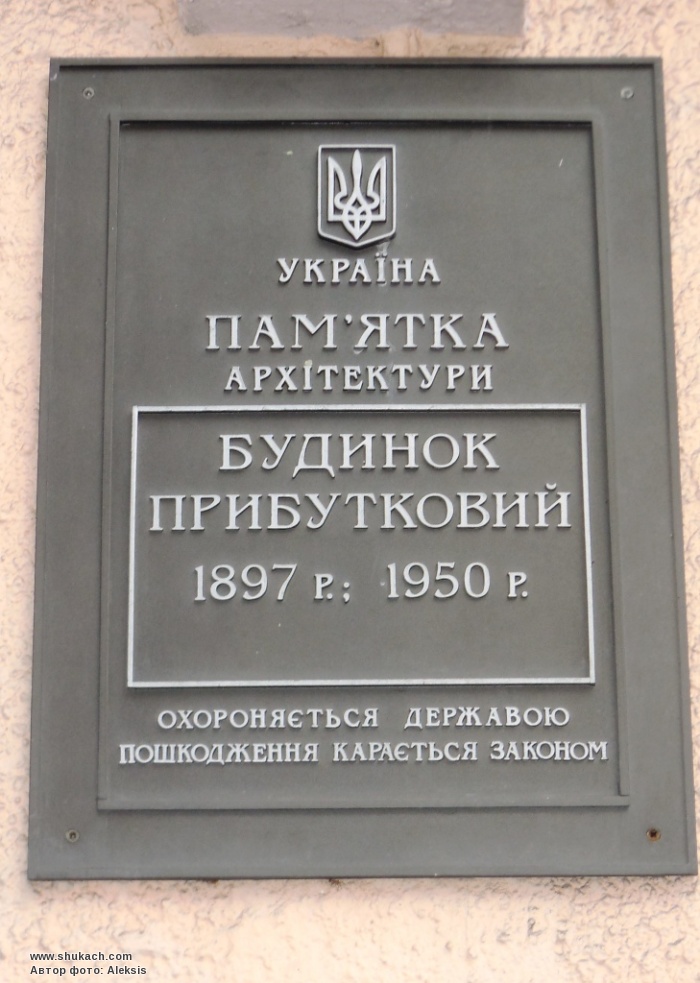 УКРАЇНА
ПАМ'ЯТКА
АРХІТЕКТУРИ
БУДИНОК
ПРИБУТКОВИЙ
1897 р.; 1950 р.
ОХОРОНЯЄТЬСЯ ДЕРЖАВОЮ
ПОШКОДЖЕННЯ КАРАЄТЬСЯ ЗАКОНОМ
www.shukach.com
Автор фото: Aleksis